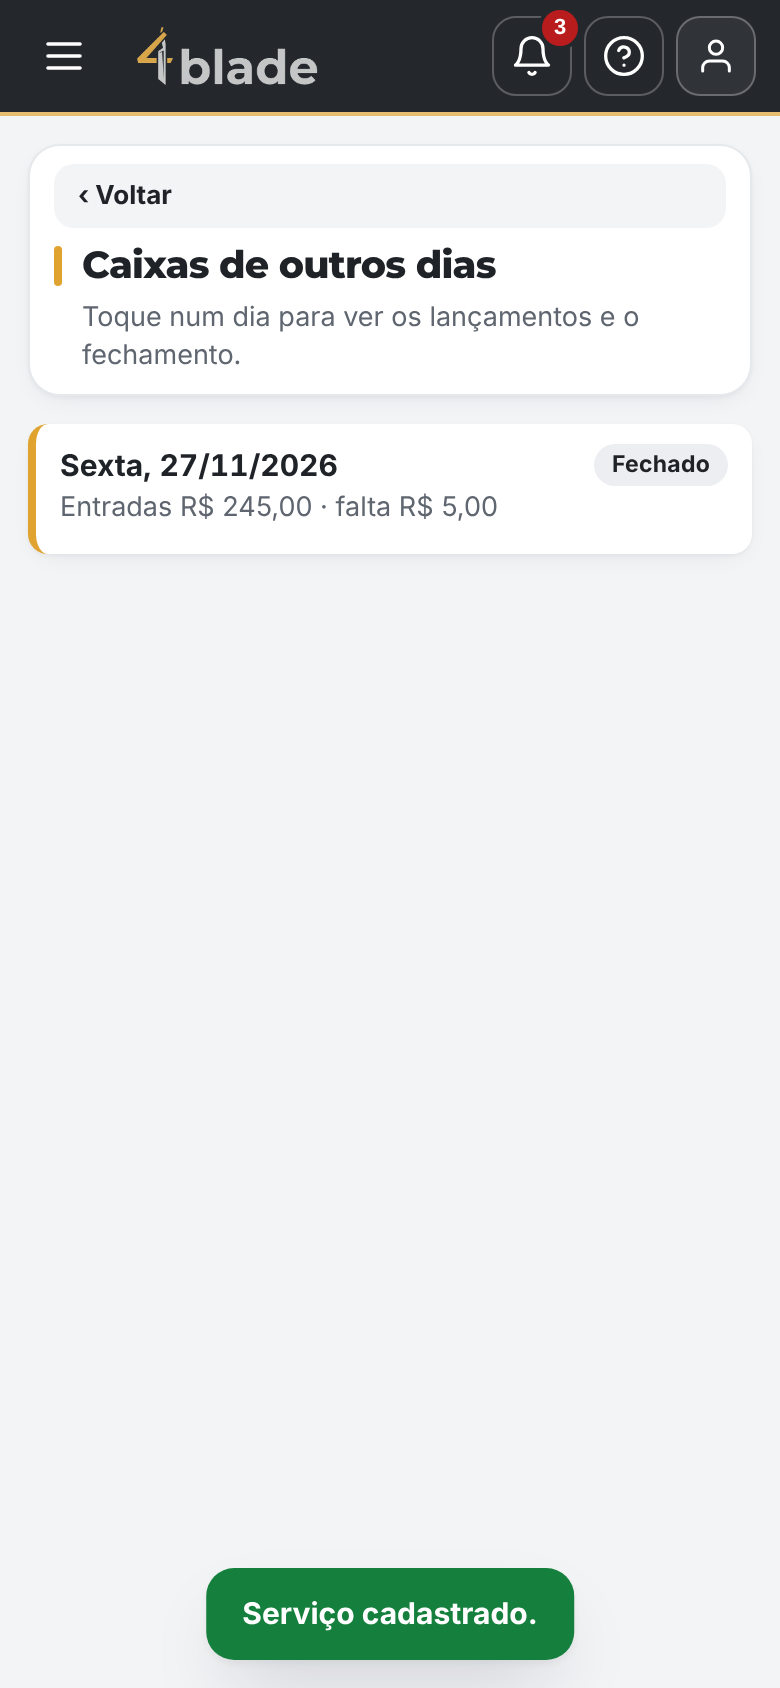 4blade
3
‹ Voltar
Caixas de outros dias
Toque num dia para ver os lançamentos e o
fechamento.
Sexta, 27/11/2026
Fechado
Entradas R$ 245,00 · falta R$ 5,00
Serviço cadastrado.